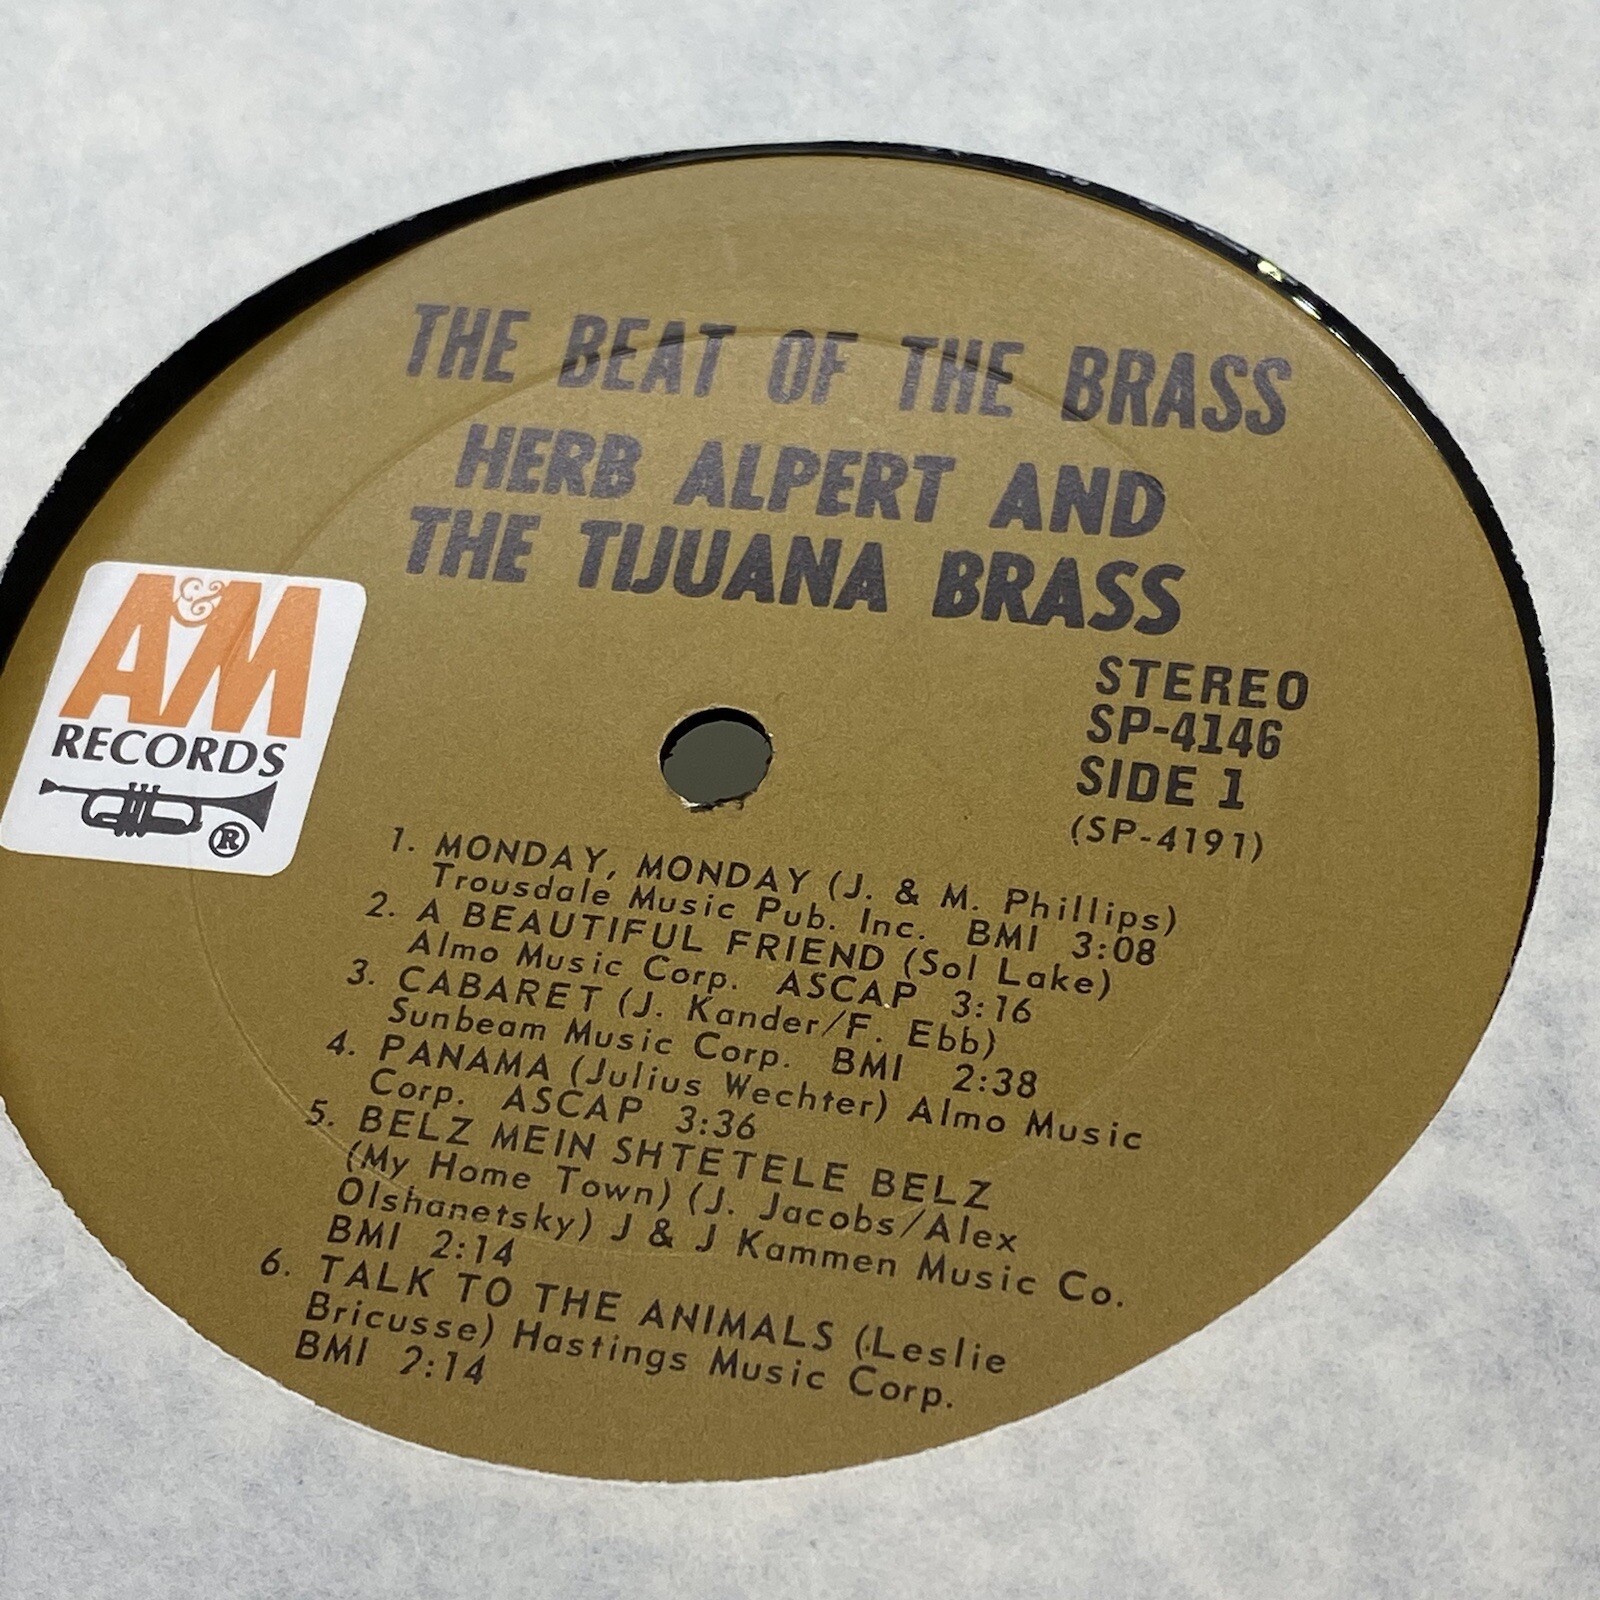 THE BEAT OF THE BRASS
HERB ALPERT AND
THE TIJUANA BRASS
A&M
RECORDS
®
STEREO
SP-4146
SIDE 1
(SP-4191)
1. MONDAY, MONDAY (J. & M. Phillips)
Trousdale Music Pub. Inc. BMI 3:08
2. A BEAUTIFUL FRIEND (Sol Lake)
Almo Music Corp. ASCAP 3:16
3. CABARET (J. Kander/F. Ebb)
Sunbeam Music Corp. BMI 2:38
4. PANAMA (Julius Wechter) Almo Music
Corp. ASCAP 3:36
5. BELZ MEIN SHTETELE BELZ
(My Home Town) (J. Jacobs/Alex
Olshanetsky) J & J Kammen Music Co.
BMI 2:14
6. TALK TO THE ANIMALS (Leslie
Bricusse) Hastings Music Corp.
BMI 2:14